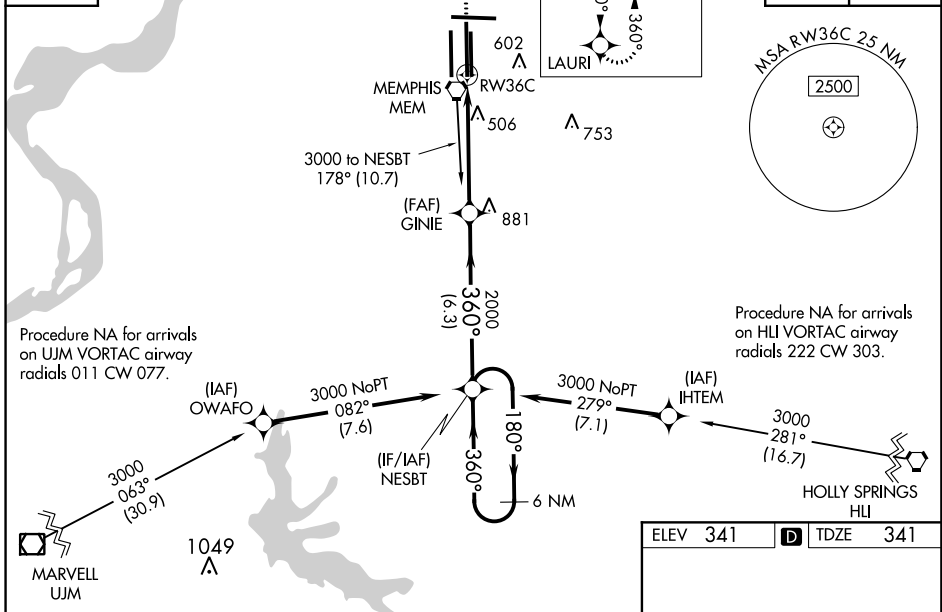 0°
360°
LAURI
602
MEMPHIS
MEM
RW36C
506
753
MSA RW36C 25 NM
2500
3000 to NESBT
178° (10.7)
(FAF)
GINIE
881
2000
360°
(6.3)
Procedure NA for arrivals
on UJM VORTAC airway
radials 011 CW 077.
Procedure NA for arrivals
on HLI VORTAC airway
radials 222 CW 303.
(IAF)
OWAFO
3000 NoPT
082°
(7.6)
3000 NoPT
279°
(7.1)
(IAF)
IHTEM
(IF/IAF)
NESBT
360°
180°
6 NM
3000
281°
(16.7)
HOLLY SPRINGS
HLI
3000
063°
(30.9)
MARVELL
UJM
1049
ELEV 341 D TDZE 341